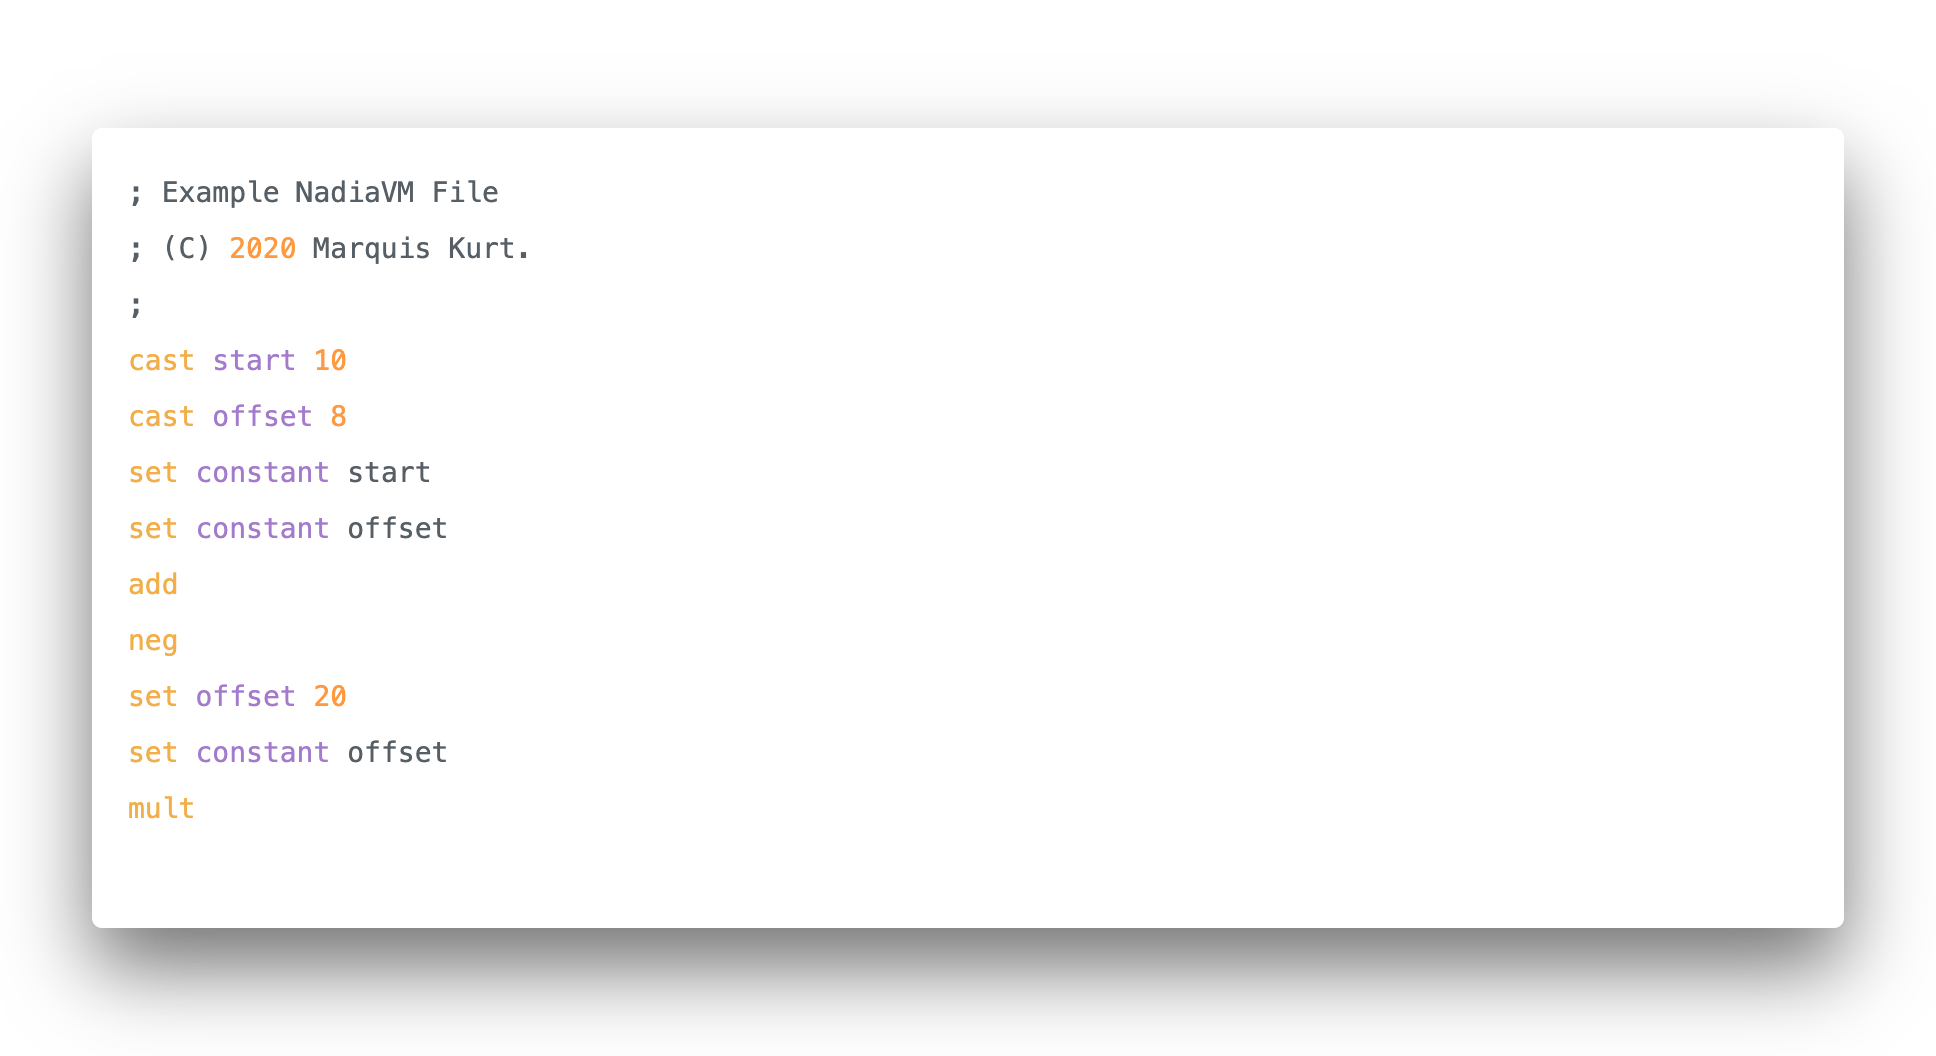 ; Example NadiaVM File
; (C) 2020 Marquis Kurt.
;
cast start 10
cast offset 8
set constant start
set constant offset
add
neg
set offset 20
set constant offset
mult